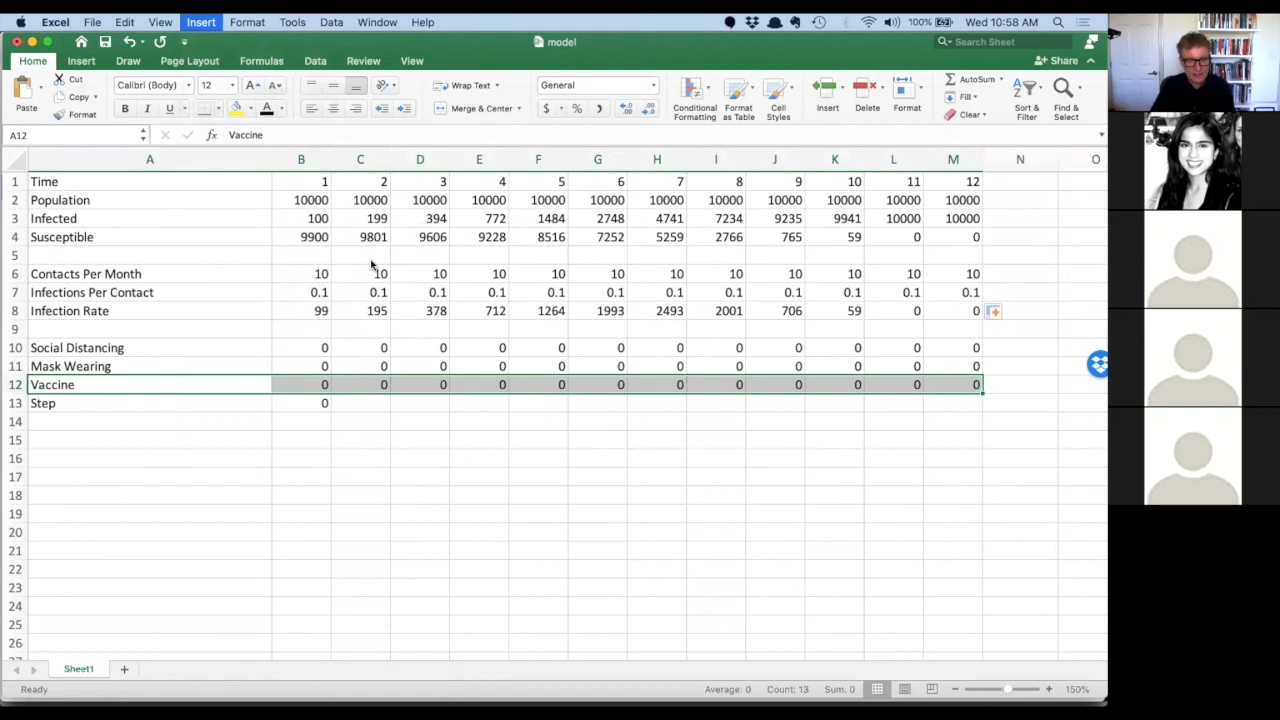 Excel File Edit View Insert Format Tools Data Window Help 100% Wed 10:58 AM
model Search Sheet
Home Insert Draw Page Layout Formulas Data Review View Share
Paste Cut Copy Format Calibri (Body) 12 A A B I U A Wrap Text Merge & Center General $ % Conditional Formatting Format as Table Cell Styles Insert Delete Format AutoSum Fill Clear Sort & Filter Find & Select
A12 fx Vaccine
A B C D E F G H I J K L M N O
1 Time 1 2 3 4 5 6 7 8 9 10 11 12
2 Population 10000 10000 10000 10000 10000 10000 10000 10000 10000 10000 10000 10000
3 Infected 100 199 394 772 1484 2748 4741 7234 9235 9941 10000 10000
4 Susceptible 9900 9801 9606 9228 8516 7252 5259 2766 765 59 0 0
5
6 Contacts Per Month 10 10 10 10 10 10 10 10 10 10 10 10
7 Infections Per Contact 0.1 0.1 0.1 0.1 0.1 0.1 0.1 0.1 0.1 0.1 0.1 0.1
8 Infection Rate 99 195 378 712 1264 1993 2493 2001 706 59 0 0
9
10 Social Distancing 0 0 0 0 0 0 0 0 0 0 0 0
11 Mask Wearing 0 0 0 0 0 0 0 0 0 0 0 0
12 Vaccine 0 0 0 0 0 0 0 0 0 0 0 0
13 Step 0
14
15
16
17
18
19
20
21
22
23
24
25
26
Sheet1
Ready Average: 0 Count: 13 Sum: 0 150%